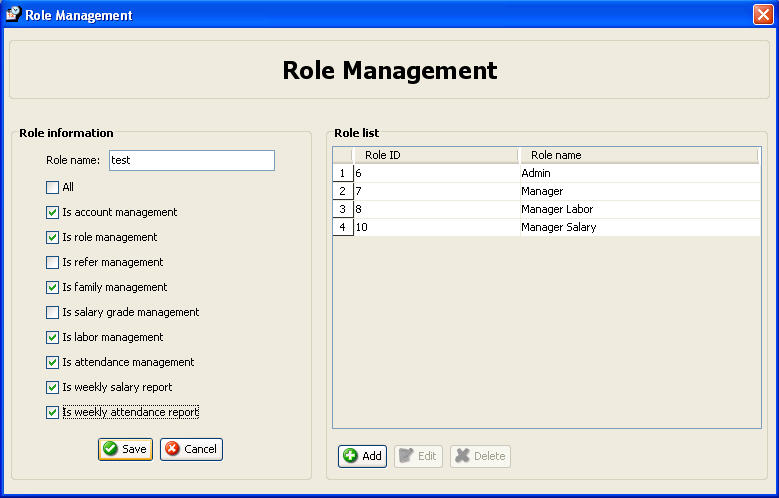 Role Management
Role Management
Role information
Role name: test
All
Is account management
Is role management
Is refer management
Is family management
Is salary grade management
Is labor management
Is attendance management
Is weekly salary report
Is weekly attendance report
Save Cancel
Role list
Role ID Role name
1 6 Admin
2 7 Manager
3 8 Manager Labor
4 10 Manager Salary
Add Edit Delete